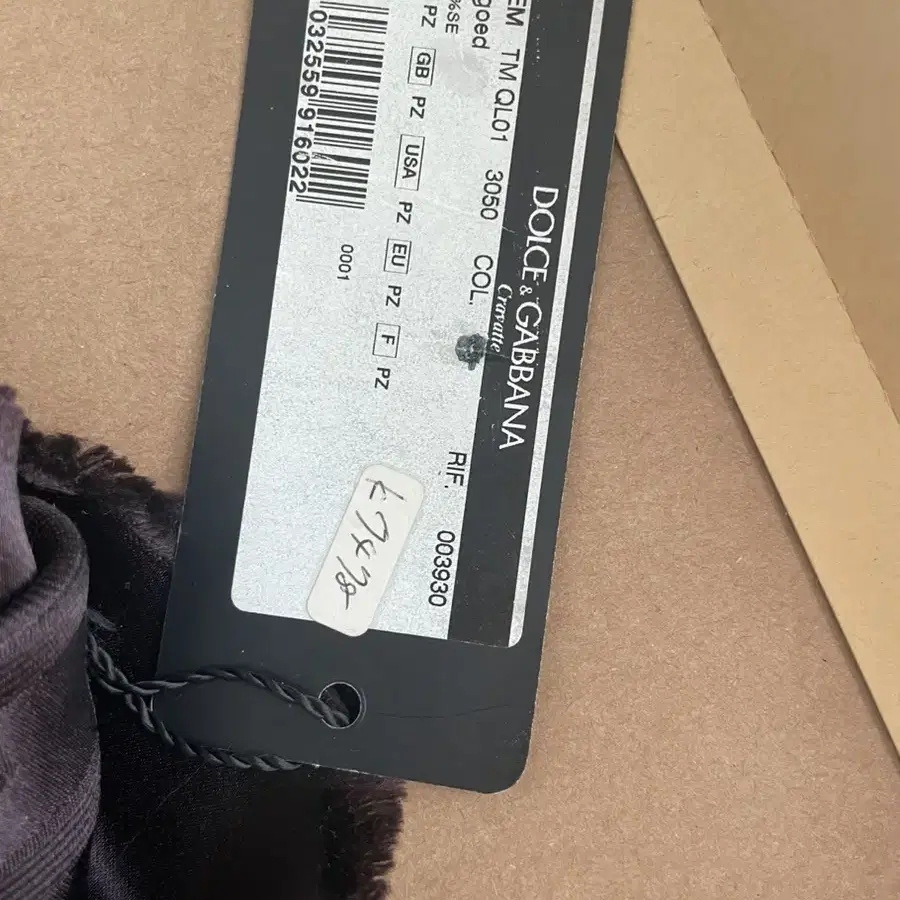 DOLCE & GABBANA
Cravatte
EM TM QL01 3050 COL.
RIF. 003930
goed
%SE
PZ GB PZ USA PZ EU PZ F PZ
032559 916022
0001